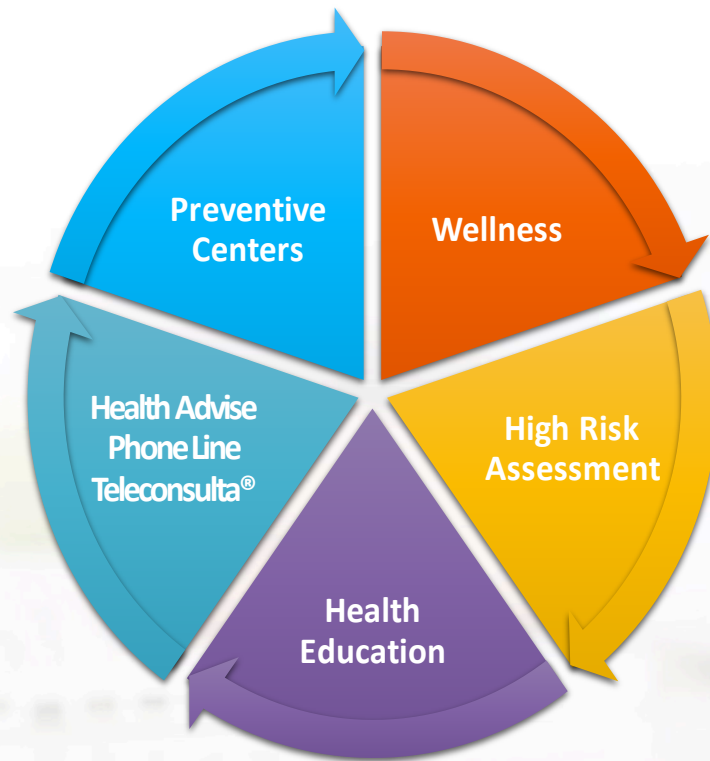 Preventive
Centers
Wellness
High Risk
Assessment
Health
Education
Health Advise
Phone Line
Teleconsulta®